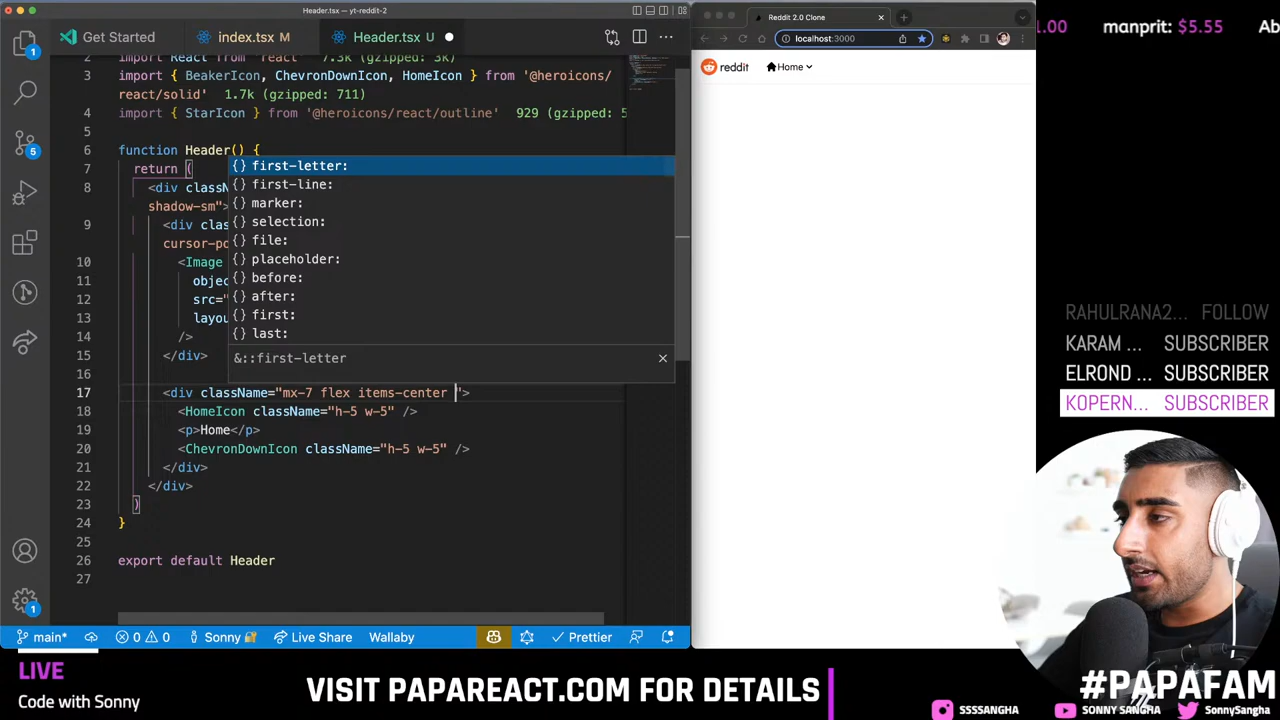 Header.tsx — yt-reddit-2
Get Started
index.tsx M
Header.tsx U
import React from 'react' 7.3k (gzipped: 3k)
3 import { BeakerIcon, ChevronDownIcon, HomeIcon } from '@heroicons/
react/solid' 1.7k (gzipped: 711)
4 import { StarIcon } from '@heroicons/react/outline' 929 (gzipped: 5
5
6 function Header() {
7 return (
8 <div classN
shadow-sm">
9 <div clas
cursor-po
10 <Image
11 objec
12 src="
13 layou
14 />
15 </div>
16
17 <div className="mx-7 flex items-center ">
18 <HomeIcon className="h-5 w-5" />
19 <p>Home</p>
20 <ChevronDownIcon className="h-5 w-5" />
21 </div>
22 </div>
23 )
24 }
25
26 export default Header
27
{} first-letter:
{} first-line:
{} marker:
{} selection:
{} file:
{} placeholder:
{} before:
{} after:
{} first:
{} last:
&::first-letter
1
5
1
main* 0 0 Sonny Live Share Wallaby Prettier
Reddit 2.0 Clone
localhost:3000
reddit Home
1.00 manprit: $5.55 Ab
RAHULRANA2... FOLLOW
KARAM ... SUBSCRIBER
ELROND ... SUBSCRIBER
KOPERN... SUBSCRIBER
LIVE
Code with Sonny
VISIT PAPAREACT.COM FOR DETAILS
#PAPAFAM
SSSSANGHA SONNY SANGHA SonnySangha